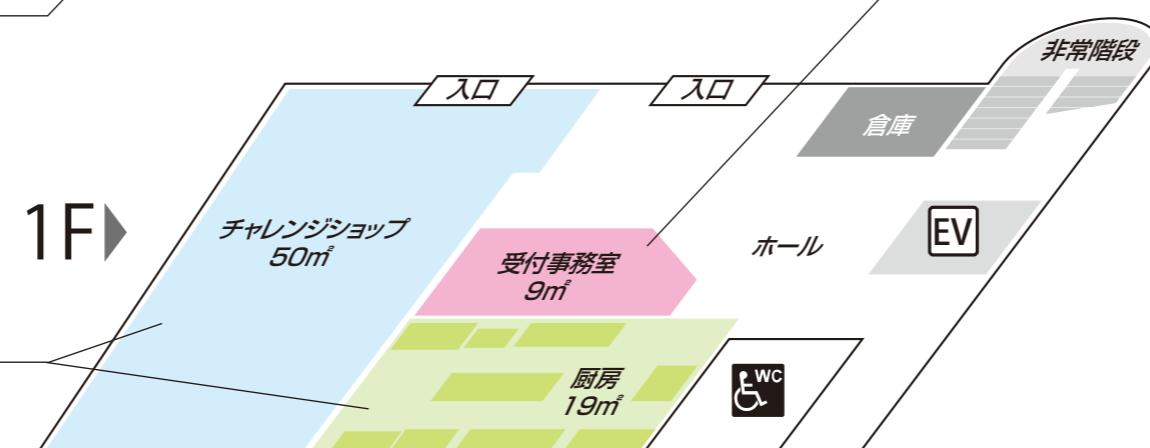 非常階段
入口
入口
倉庫
1F
チャレンジショップ
50㎡
受付事務室
9㎡
ホール
EV
厨房
19㎡
WC